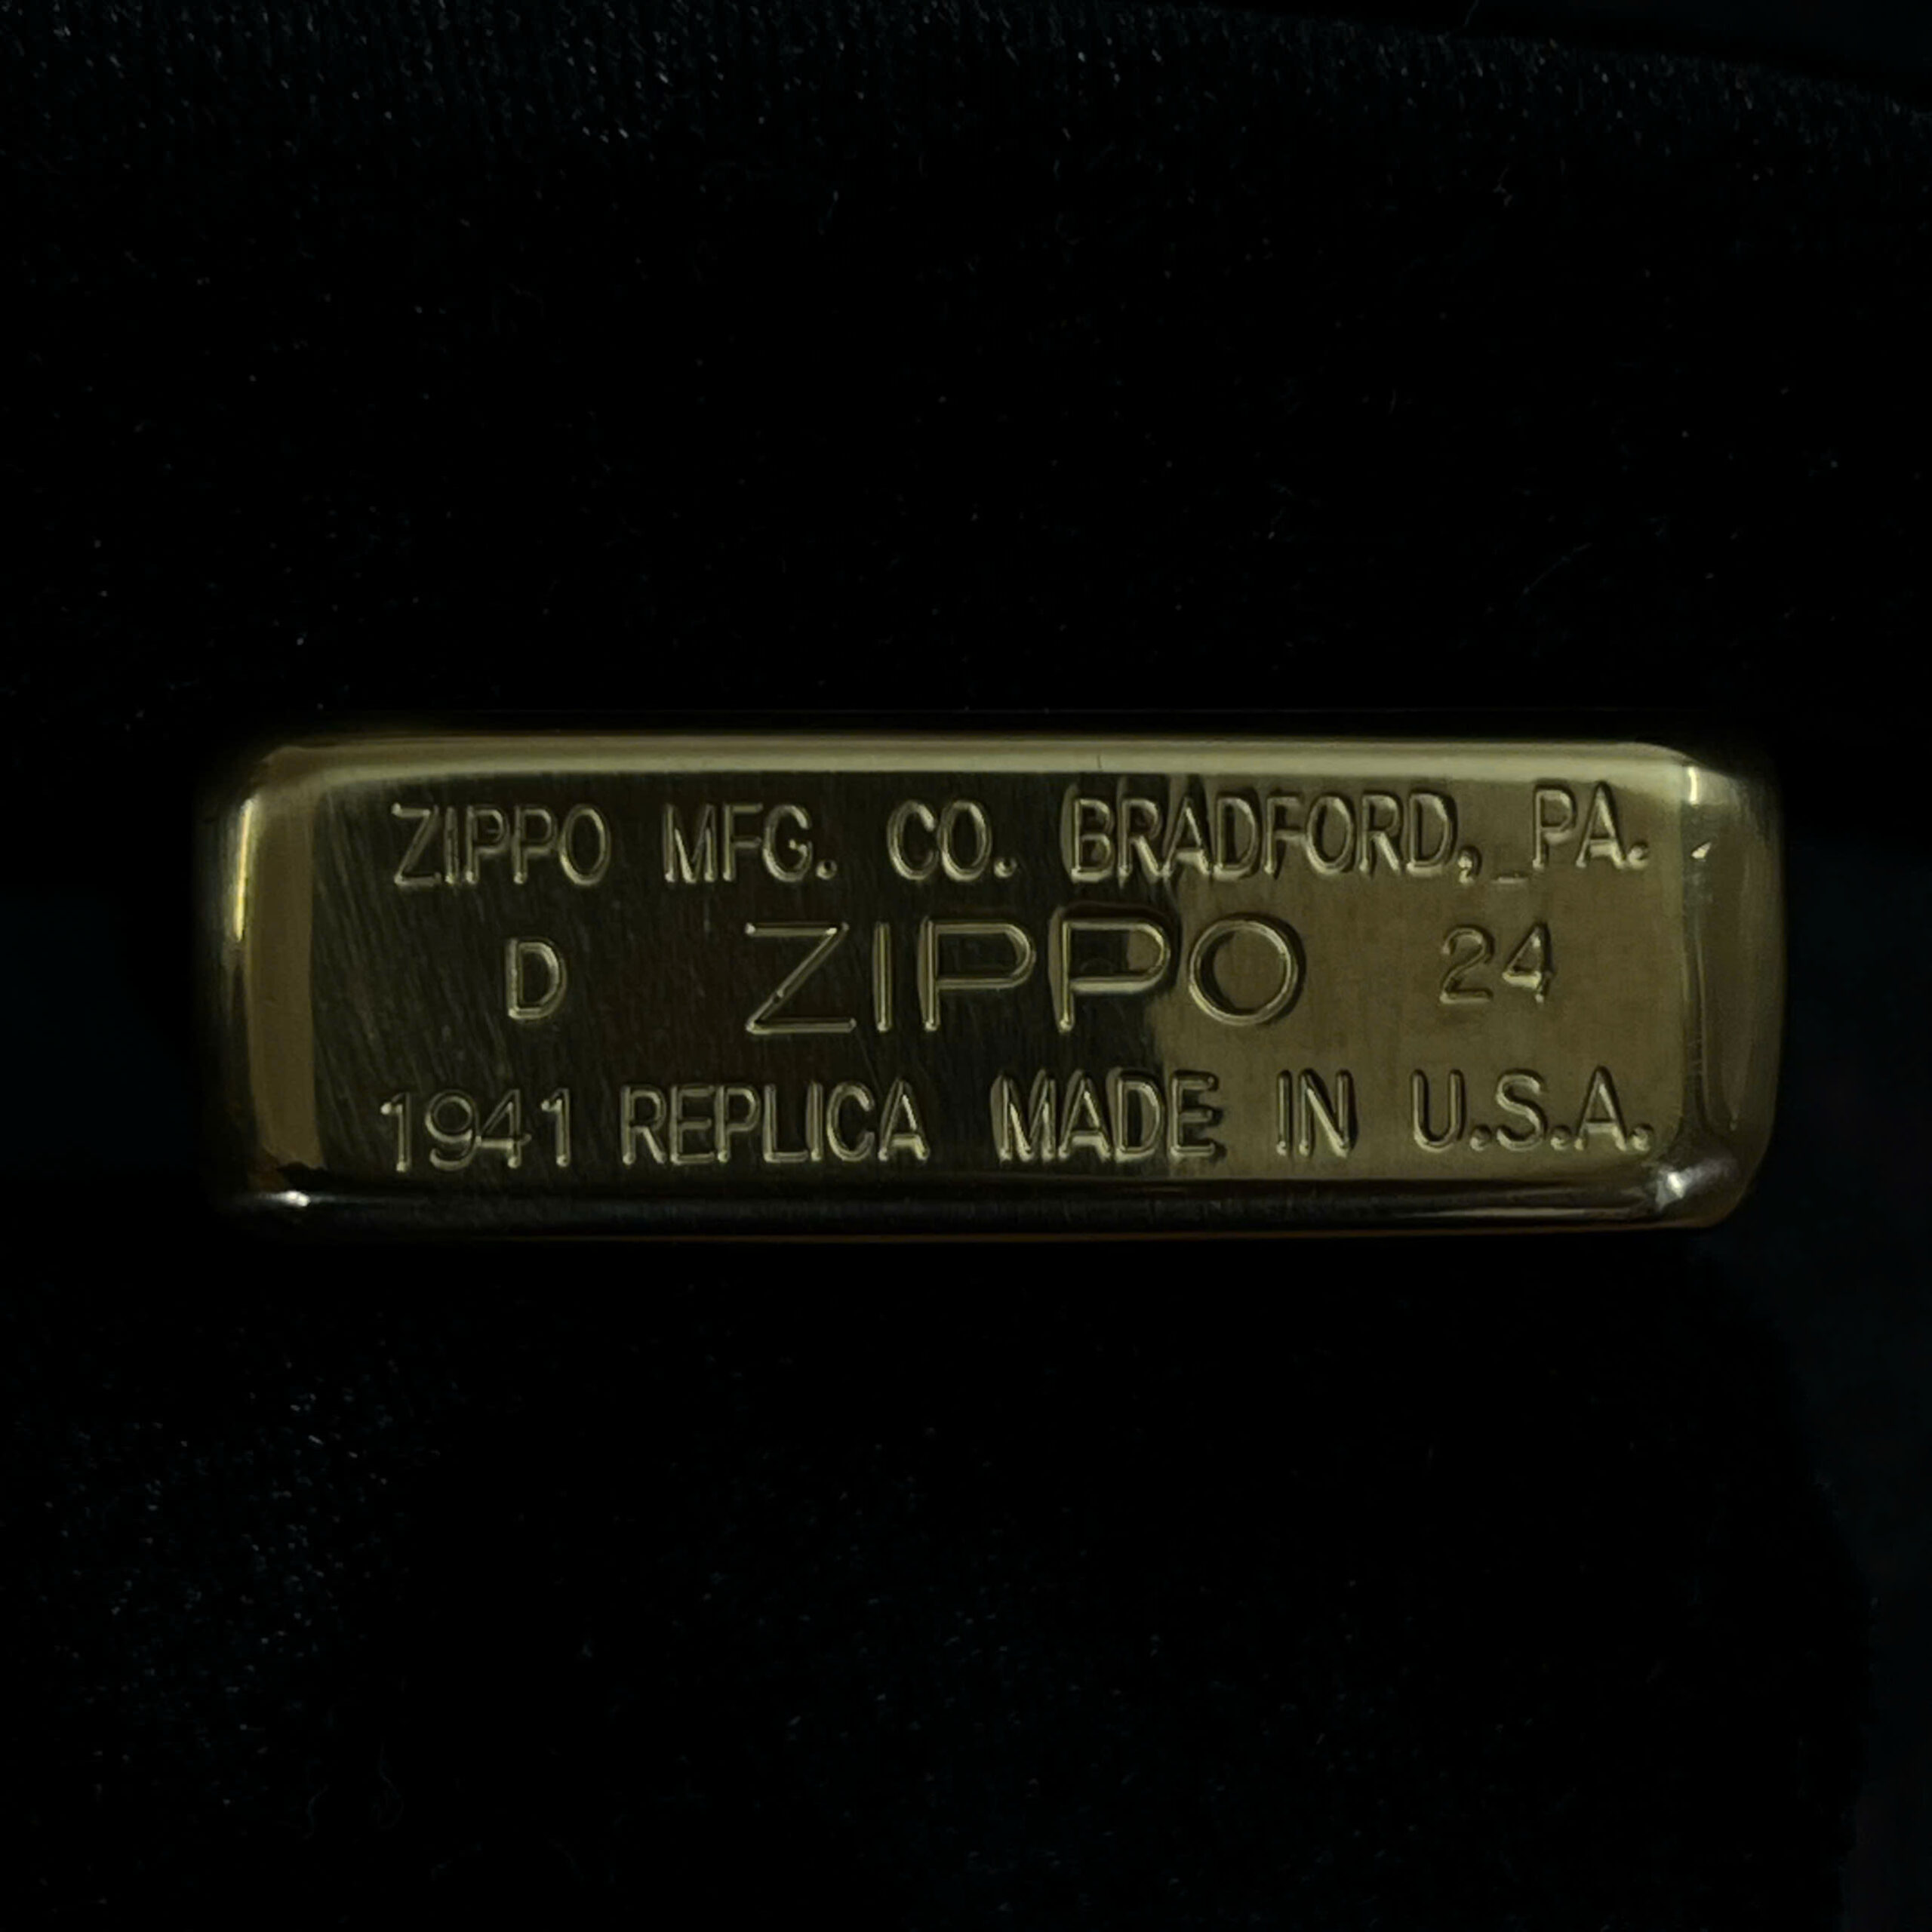 ZIPPO MFG. CO. BRADFORD, PA.
D ZIPPO 24
1941 REPLICA MADE IN U.S.A.